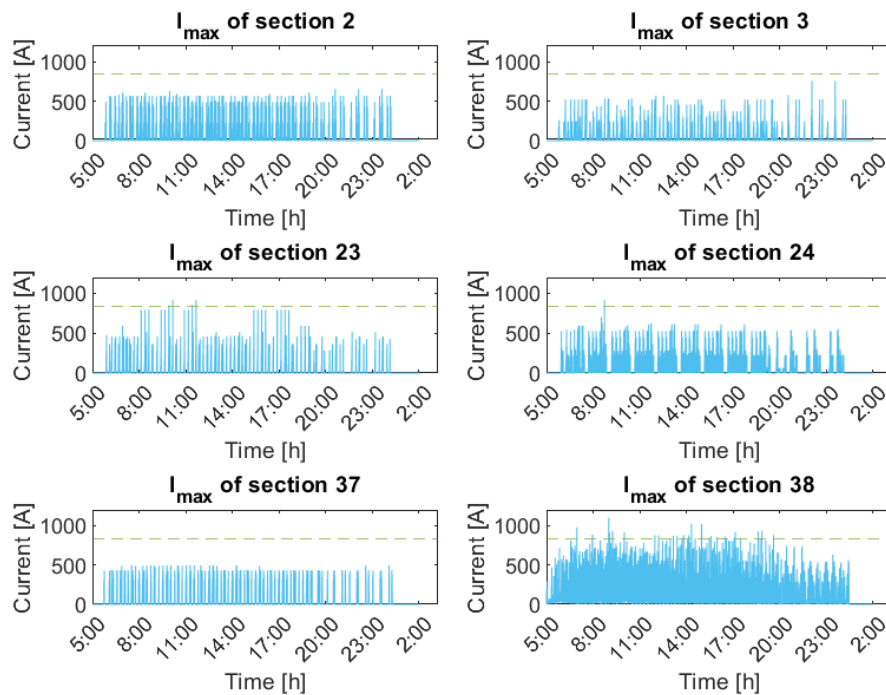 I_max of section 2
Current [A]
1000
500
0
5:00 8:00 11:00 14:00 17:00 20:00 23:00 2:00
Time [h]
I_max of section 3
Current [A]
1000
500
0
5:00 8:00 11:00 14:00 17:00 20:00 23:00 2:00
Time [h]
I_max of section 23
Current [A]
1000
500
0
5:00 8:00 11:00 14:00 17:00 20:00 23:00 2:00
Time [h]
I_max of section 24
Current [A]
1000
500
0
5:00 8:00 11:00 14:00 17:00 20:00 23:00 2:00
Time [h]
I_max of section 37
Current [A]
1000
500
0
5:00 8:00 11:00 14:00 17:00 20:00 23:00 2:00
Time [h]
I_max of section 38
Current [A]
1000
500
0
5:00 8:00 11:00 14:00 17:00 20:00 23:00 2:00
Time [h]